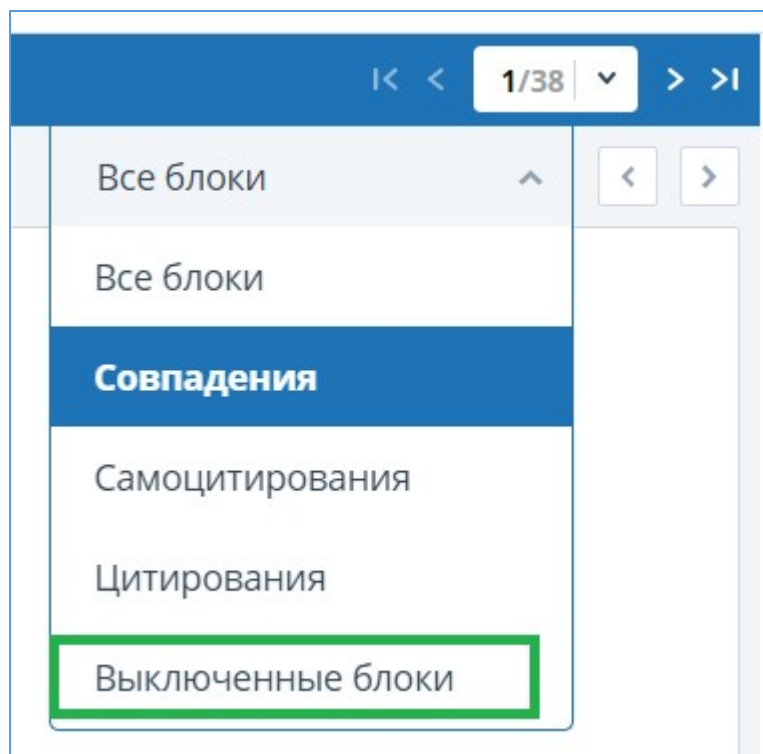 1/38
Все блоки
Все блоки
Совпадения
Самоцитирования
Цитирования
Выключенные блоки